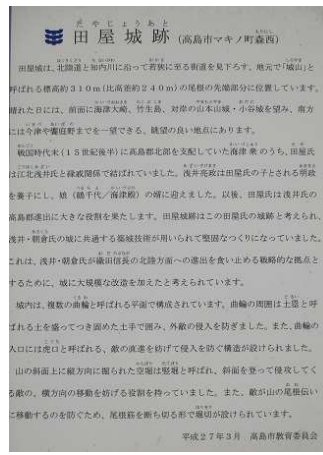 たやじょうあと
田屋城跡 (高島市マキノ町森西)
田屋城は、北陸道と知内川に沿って若狭に至る街道を見下ろす、地元で「城山」と
呼ばれる標高約310m(比高差約240m)の尾根の先端部分に位置しています。
晴れた日には、前面に海津大崎、竹生島、対岸の山本山城・小谷城を望み、南方
には今津や饗庭野までを一望できる、眺望の良い地点にあります。
戦国時代末(15世紀後半)に高島郡北部を支配していた海津衆のうち、田屋氏
は江北浅井氏と縁戚関係で結ばれていました。浅井亮政は田屋氏の子とされる明政
を養子にし、娘(鶴千代/海津殿)の婿に迎えました。以後、田屋氏は浅井氏の
高島郡進出に大きな役割を果たします。田屋城跡はこの田屋氏の城跡と考えられ、
浅井・朝倉氏の城に共通する築城技術が用いられて堅固なつくりになっていました。
これは、浅井・朝倉氏が織田信長の北陸方面への進出を食い止める戦略的な拠点と
するために、城に大規模な改造を加えたと考えられています。
城内は、複数の曲輪と呼ばれる平面で構成されています。曲輪の周囲は土塁と呼
ばれる土を盛ってつき固めた土手で囲み、外敵の侵入を防ぎました。また、曲輪の
入口には虎口と呼ばれる、敵の直進を妨げて侵入を防ぐ構造が設けられました。
山の斜面上に縦方向に掘られた空堀は竪堀と呼ばれ、斜面を登って侵攻してく
る敵の、横方向の移動を妨げる役割を持っていました。また、敵が山の尾根伝い
に移動するのを防ぐため、尾根筋を断ち切る形で堀切が設けられています。
平成27年3月 高島市教育委員会